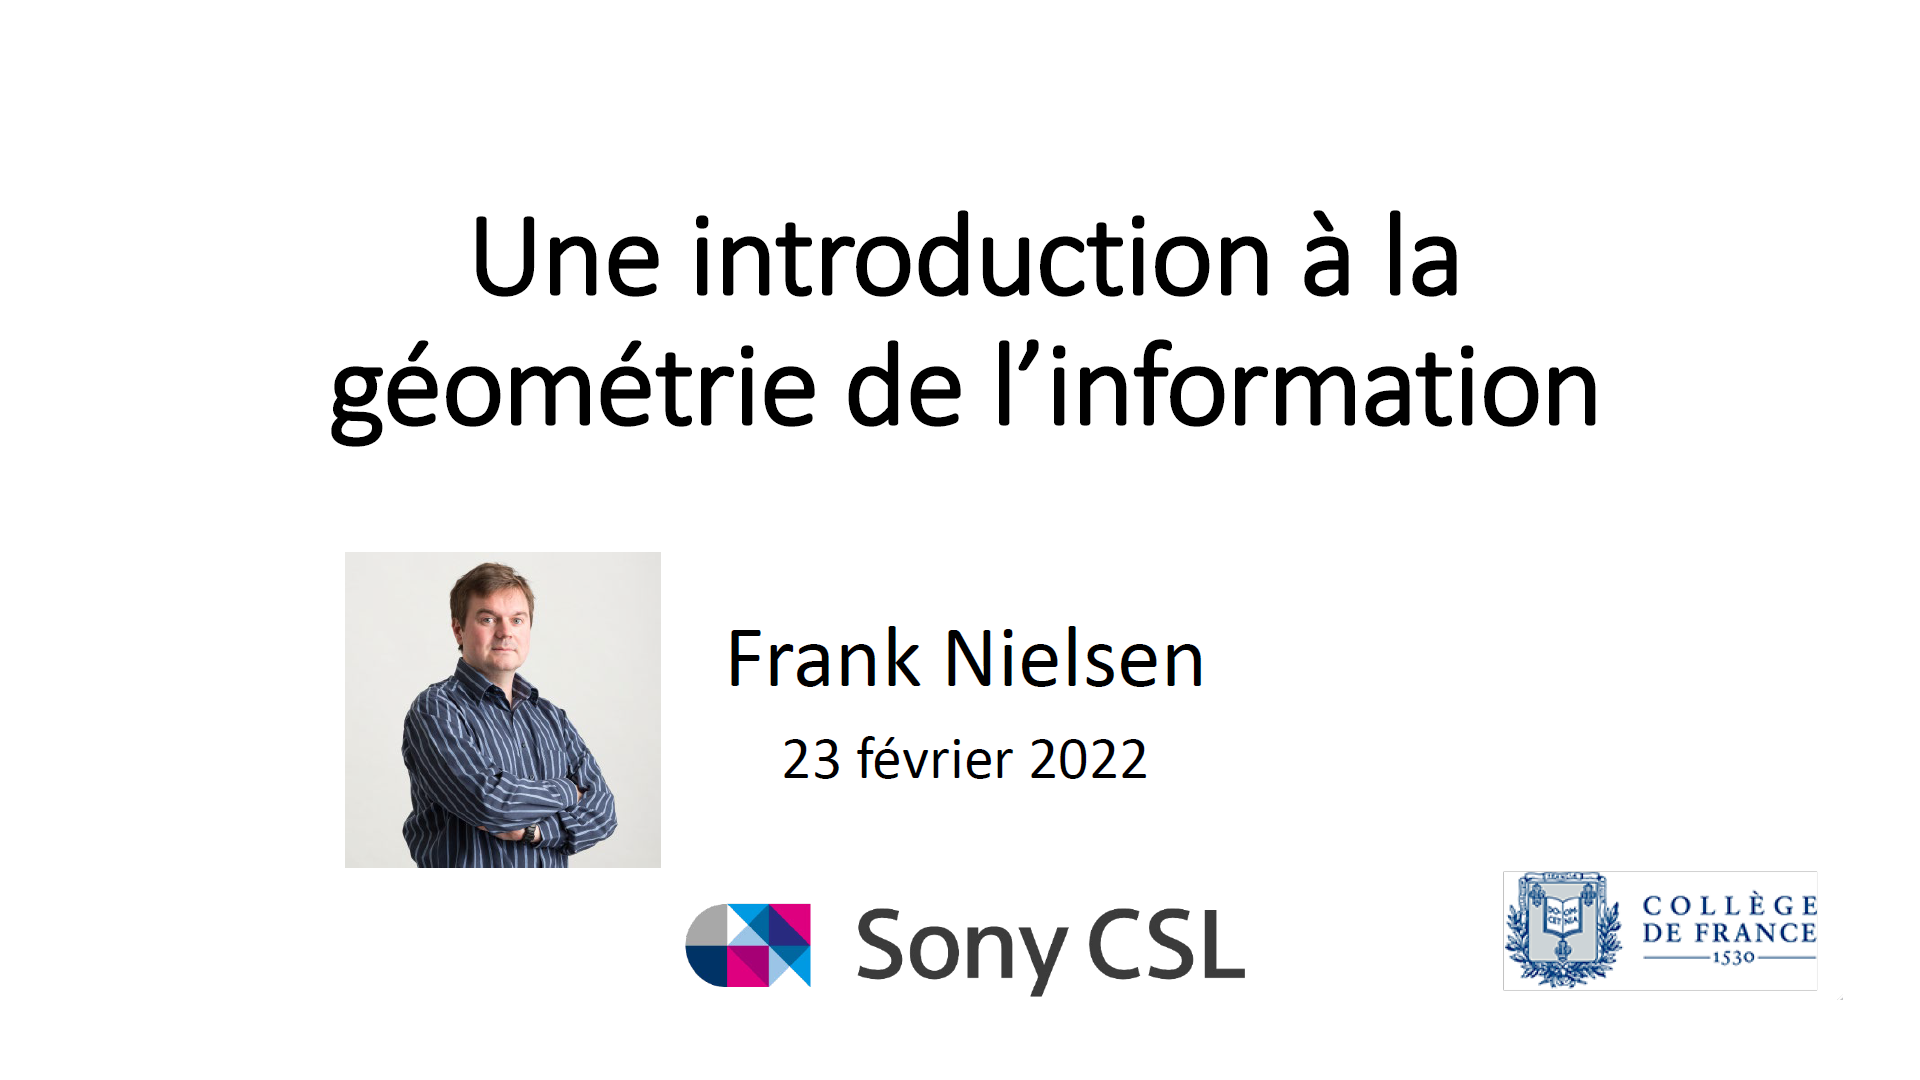 Une introduction à la
géométrie de l’information
Frank Nielsen
23 février 2022
Sony CSL
COLLÈGE
DE FRANCE
1530